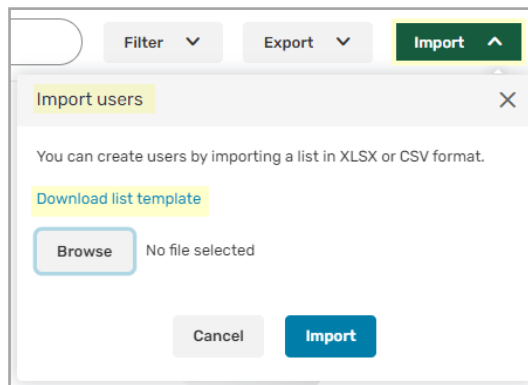 Filter Export Import
Import users
You can create users by importing a list in XLSX or CSV format.
Download list template
Browse No file selected
Cancel Import